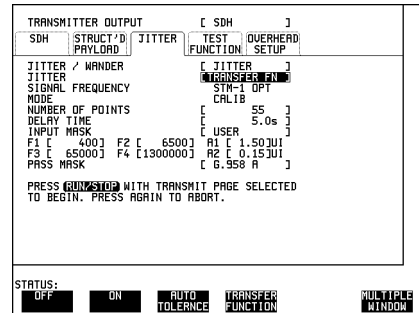 TRANSMITTER OUTPUT [ SDH ]
SDH STRUCT'D PAYLOAD JITTER TEST FUNCTION OVERHEAD SETUP
JITTER / WANDER [ JITTER ]
JITTER [TRANSFER FN ]
SIGNAL FREQUENCY STM-1 OPT
MODE CALIB
NUMBER OF POINTS [ 55 ]
DELAY TIME [ 5.0s ]
INPUT MASK [ USER ]
F1 [ 400] F2 [ 6500] A1 [ 1.50]UI
F3 [ 65000] F4 [1300000] A2 [ 0.15]UI
PASS MASK [ G.958 A ]
PRESS RUN/STOP WITH TRANSMIT PAGE SELECTED
TO BEGIN. PRESS AGAIN TO ABORT.
STATUS:
OFF ON AUTO TOLERNCE TRANSFER FUNCTION MULTIPLE WINDOW